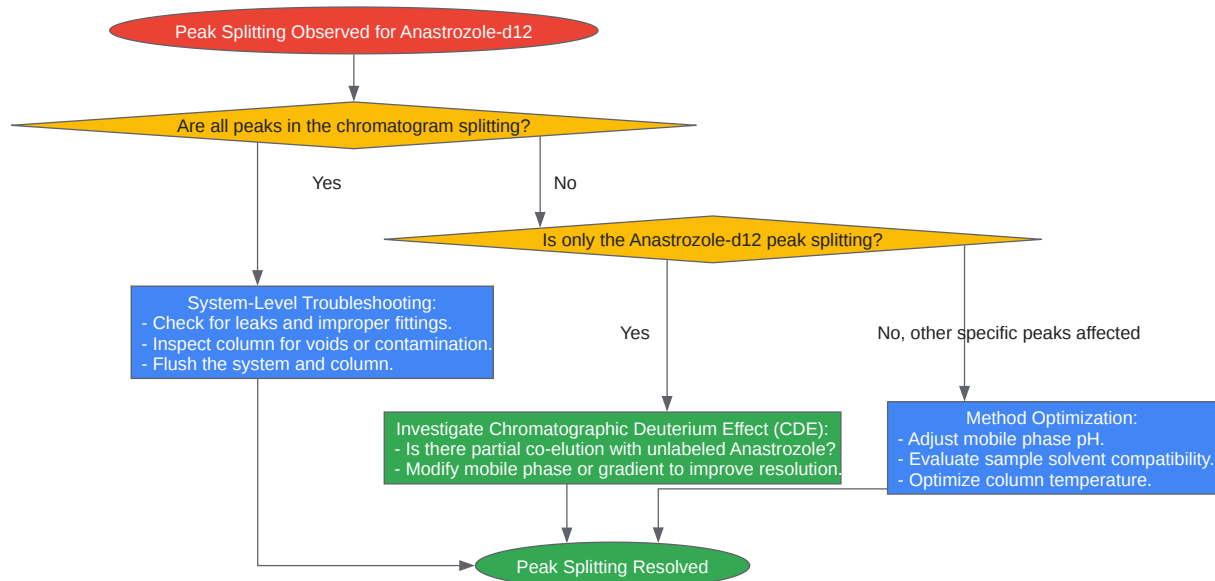 Peak Splitting Observed for Anastrozole-d12
Are all peaks in the chromatogram splitting?
Yes
No
Is only the Anastrozole-d12 peak splitting?
System-Level Troubleshooting:
- Check for leaks and improper fittings.
- Inspect column for voids or contamination.
- Flush the system and column.
Yes
No, other specific peaks affected
Investigate Chromatographic Deuterium Effect (CDE):
- Is there partial co-elution with unlabeled Anastrozole?
- Modify mobile phase or gradient to improve resolution.
Method Optimization:
- Adjust mobile phase pH.
- Evaluate sample solvent compatibility.
- Optimize column temperature.
Peak Splitting Resolved